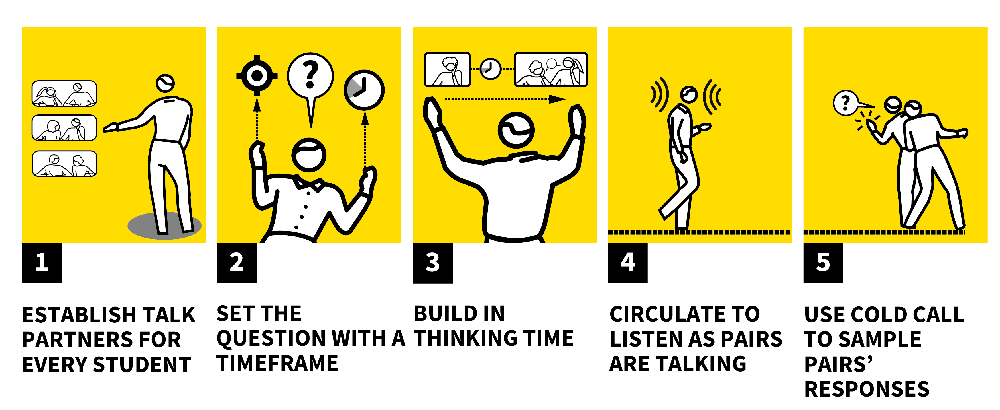 ?
?
1
ESTABLISH TALK
PARTNERS FOR
EVERY STUDENT
2
SET THE
QUESTION WITH A
TIMEFRAME
3
BUILD IN
THINKING TIME
4
CIRCULATE TO
LISTEN AS PAIRS
ARE TALKING
5
USE COLD CALL
TO SAMPLE
PAIRS’
RESPONSES